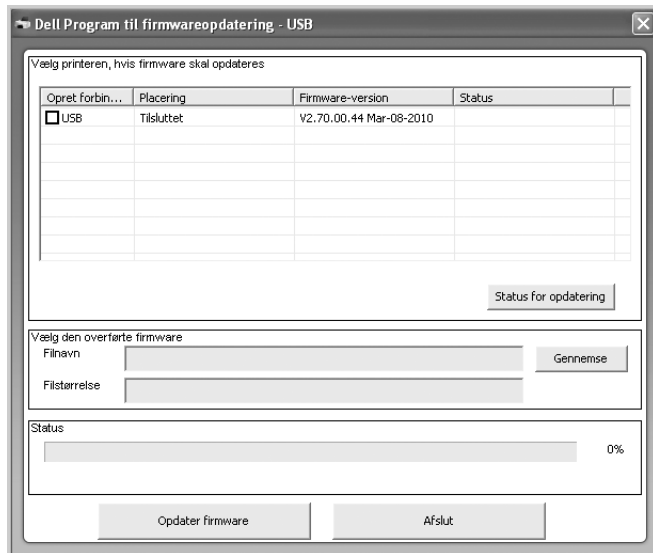 Dell Program til firmwareopdatering - USB
Vælg printeren, hvis firmware skal opdateres
Opret forbin... Placering Firmware-version Status
USB Tilsluttet V2.70.00.44 Mar-08-2010
Status for opdatering
Vælg den overførte firmware
Filnavn Gennemse
Filstørrelse
Status
0%
Opdater firmware Afslut